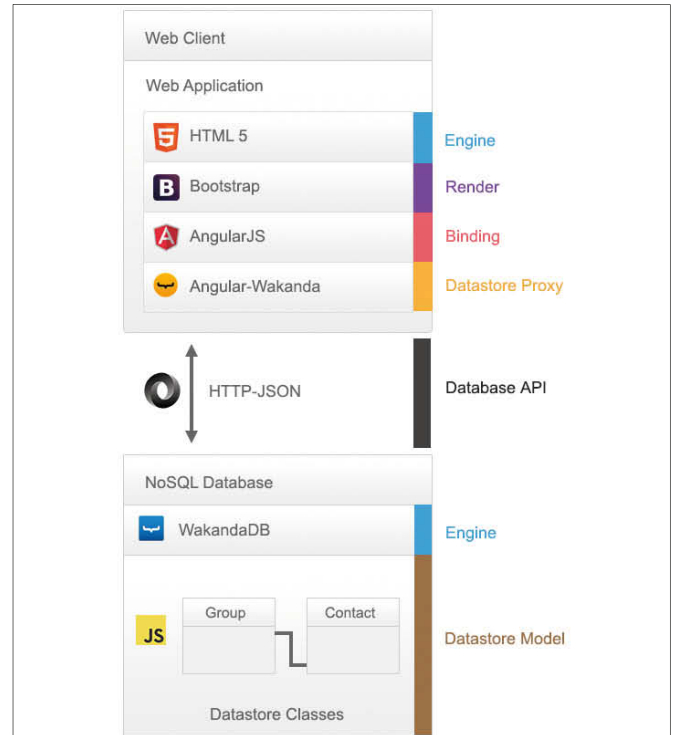 Web Client
Web Application
5
HTML 5
Engine
B
Bootstrap
Render
A
AngularJS
Binding
Angular-Wakanda
Datastore Proxy
HTTP-JSON
Database API
NoSQL Database
WakandaDB
Engine
Group
Contact
JS
Datastore Model
Datastore Classes